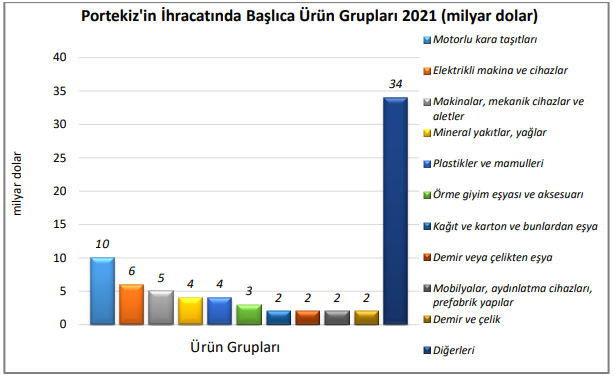 Portekiz'in İhracatında Başlıca Ürün Grupları 2021 (milyar dolar)
milyar dolar
40
35
30
25
20
15
10
5
0
10
6
5
4
4
3
2
2
2
2
34
Ürün Grupları
Motorlu kara taşıtları
Elektrikli makina ve cihazlar
Makinalar, mekanik cihazlar ve
aletler
Mineral yakıtlar, yağlar
Plastikler ve mamulleri
Örme giyim eşyası ve aksesuarı
Kağıt ve karton ve bunlardan eşya
Demir veya çelikten eşya
Mobilyalar, aydınlatma cihazları,
prefabrik yapılar
Demir ve çelik
Diğerleri